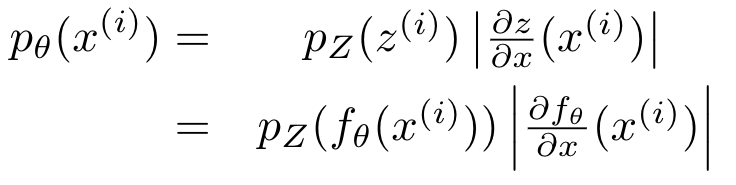 p_θ(x^{(i)}) = p_Z(z^{(i)}) |∂z/∂x (x^{(i)})|
= p_Z(f_θ(x^{(i)})) |∂f_θ/∂x (x^{(i)})|